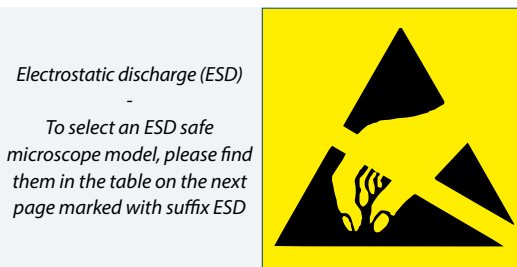 Electrostatic discharge (ESD)
-
To select an ESD safe
microscope model, please find
them in the table on the next
page marked with suffix ESD